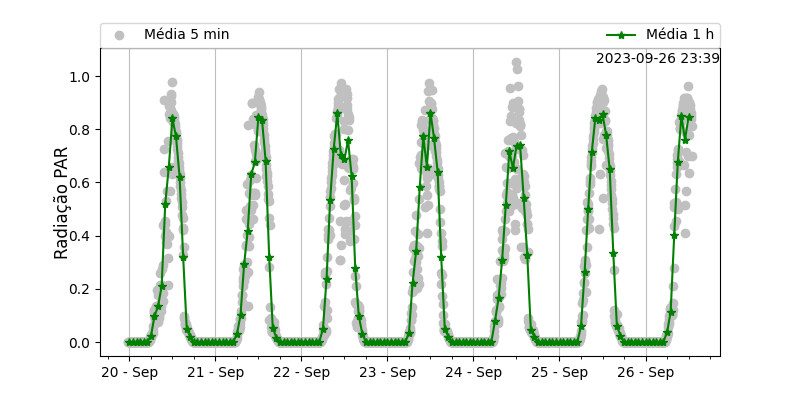 Média 5 min
Média 1 h
2023-09-26 23:39
1.0
0.8
0.6
0.4
0.2
0.0
Radiação PAR
20 - Sep
21 - Sep
22 - Sep
23 - Sep
24 - Sep
25 - Sep
26 - Sep